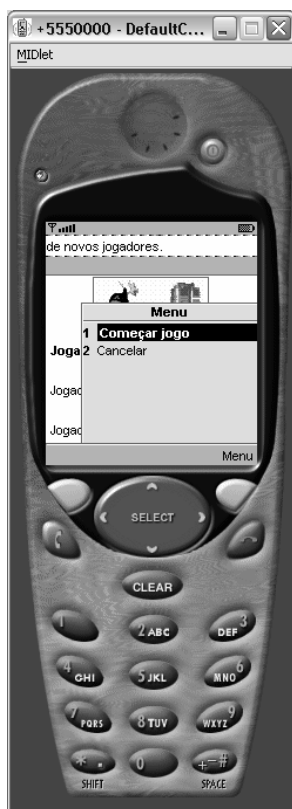 +5550000 - DefaultC...
MIDlet
de novos jogadores.
Menu
1 Começar jogo
Joga 2 Cancelar
Jogad
Jogad
Menu
SELECT
CLEAR
1
2 ABC
DEF 3
4 GHI
5 JKL
MNO 6
7 PQRS
8 TUV
WXYZ 9
* .
0
+-#
SHIFT
SPACE